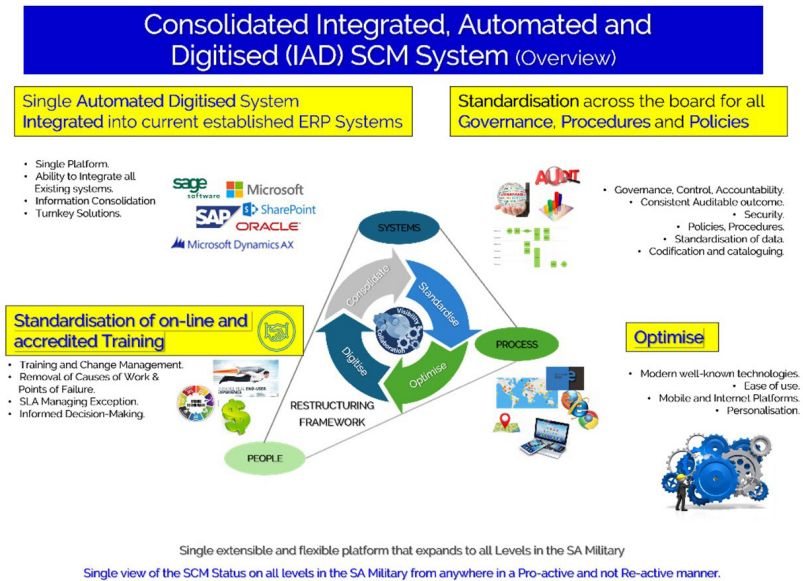 Consolidated Integrated, Automated and
Digitised (IAD) SCM System (Overview)
Single Automated Digitised System
Integrated into current established ERP Systems
Standardisation across the board for all
Governance, Procedures and Policies
• Single Platform.
• Ability to Integrate all
Existing systems.
• Information Consolidation
• Turnkey Solutions.
sage
software
Microsoft
SAP
SharePoint
ORACLE
Microsoft Dynamics AX
AUDIT
• Governance, Control, Accountability.
• Consistent Auditable outcome.
• Security.
• Policies, Procedures.
• Standardisation of data.
• Codification and cataloguing.
SYSTEMS
Consolidate
Standardise
Visibility
Collaboration
Digitise
Optimise
PROCESS
RESTRUCTURING
FRAMEWORK
PEOPLE
Standardisation of on-line and
accredited Training
• Training and Change Management.
• Removal of Causes of Work &
Points of Failure.
• SLA Managing Exception.
• Informed Decision-Making.
Optimise
• Modern well-known technologies.
• Ease of use.
• Mobile and Internet Platforms.
• Personalisation.
Single extensible and flexible platform that expands to all Levels in the SA Military
Single view of the SCM Status on all levels in the SA Military from anywhere in a Pro-active and not Re-active manner.